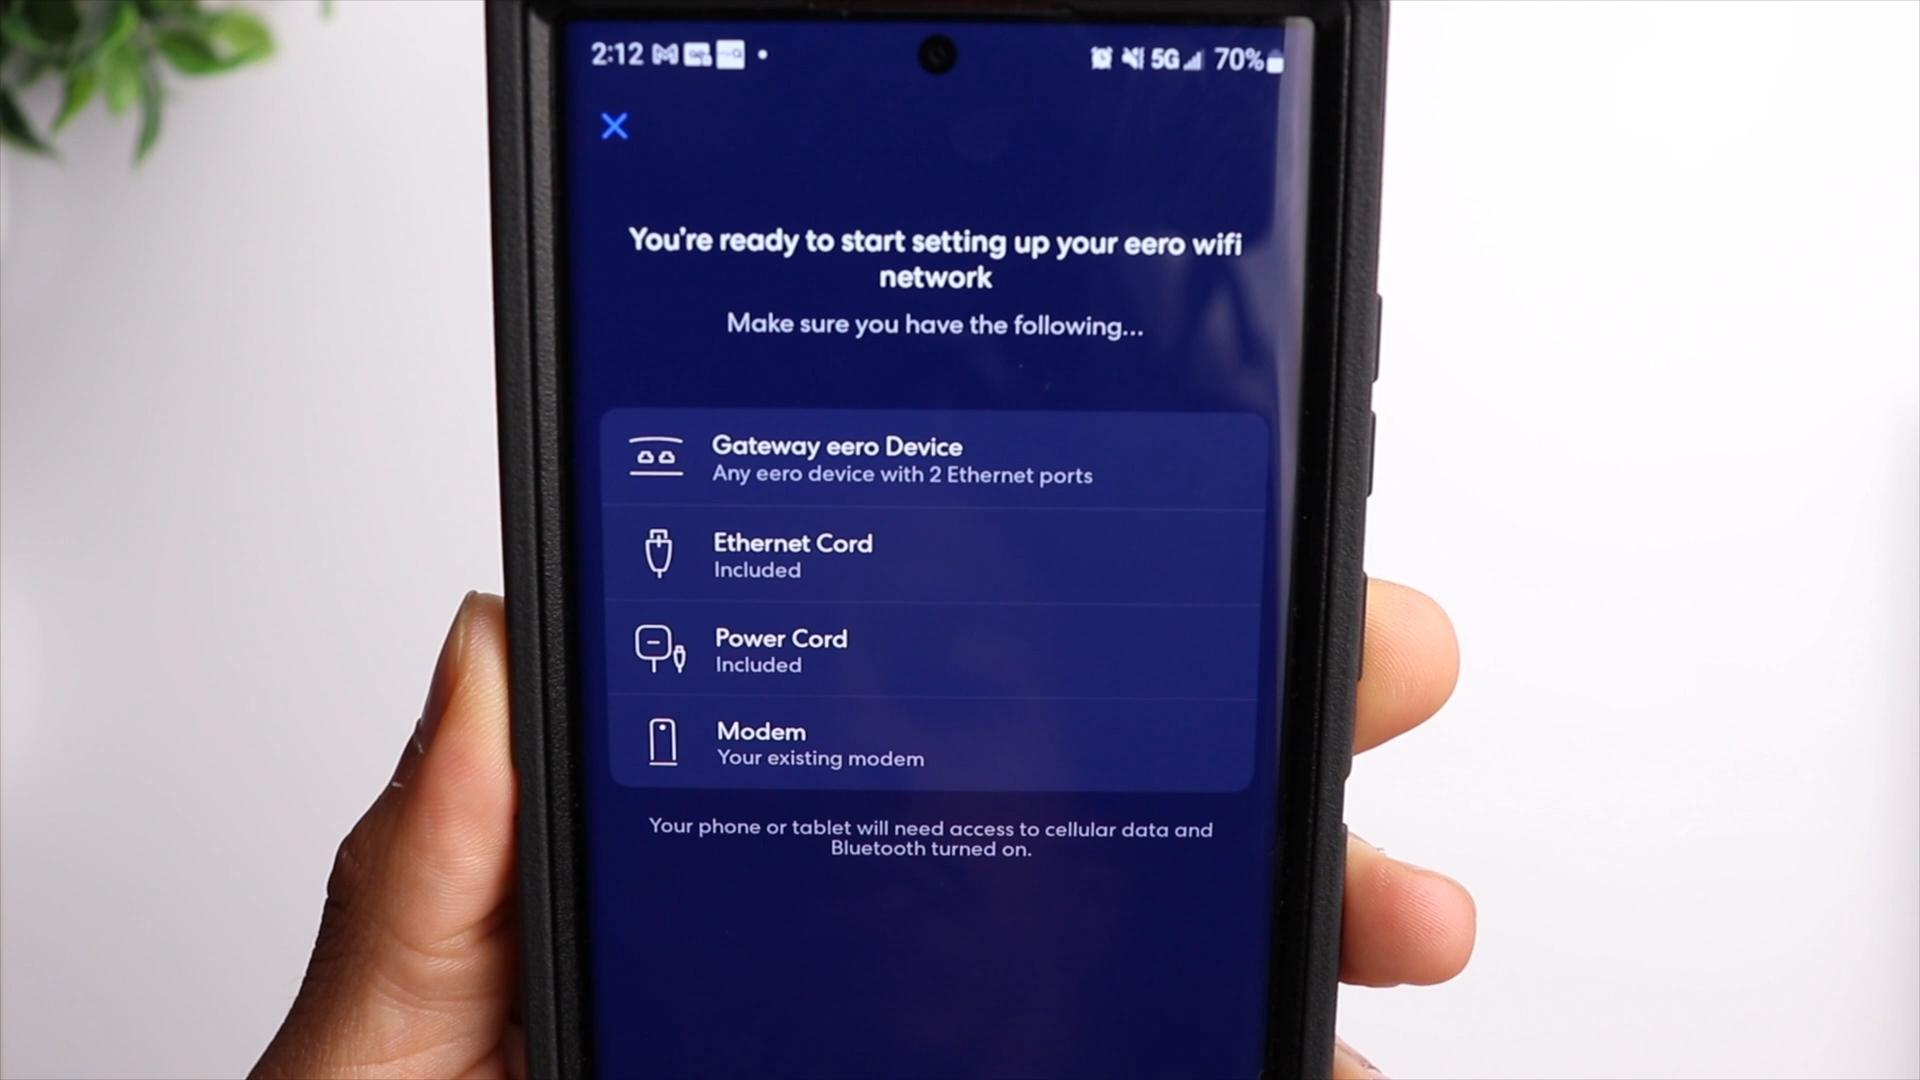 2:12 5G 70%
You're ready to start setting up your eero wifi
network
Make sure you have the following...
Gateway eero Device
Any eero device with 2 Ethernet ports
Ethernet Cord
Included
Power Cord
Included
Modem
Your existing modem
Your phone or tablet will need access to cellular data and
Bluetooth turned on.